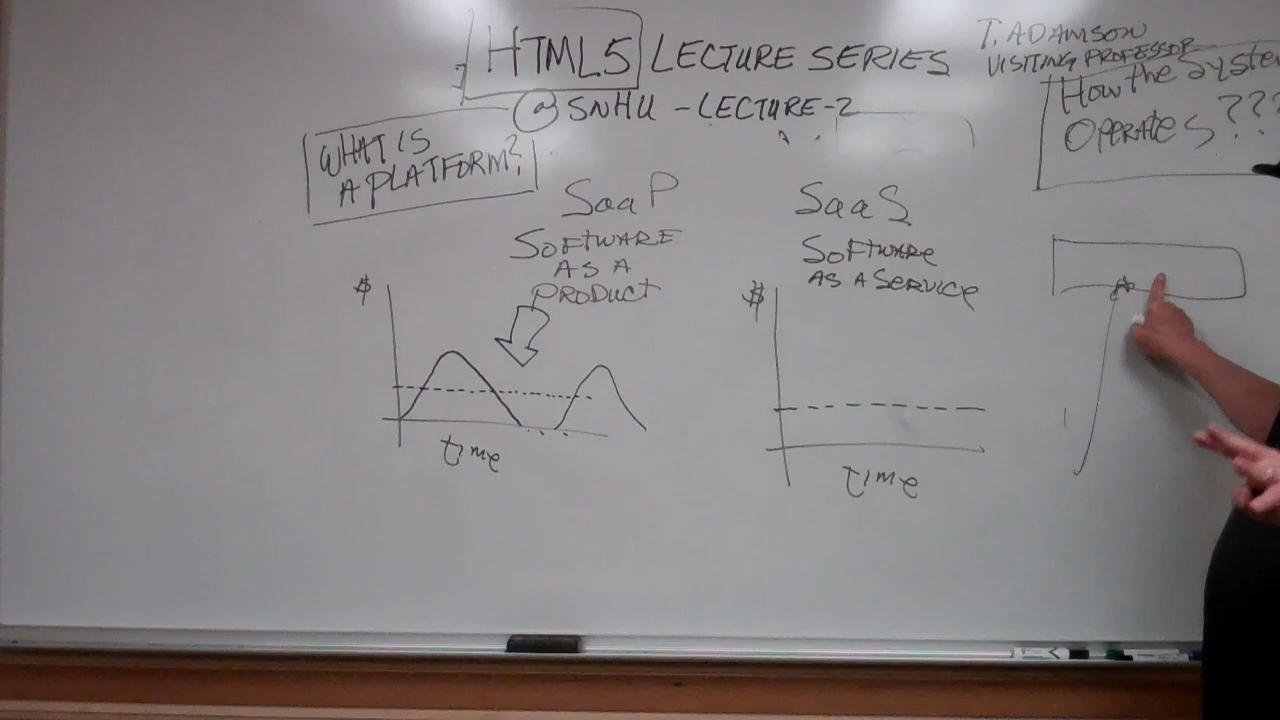 HTML5 LECTURE SERIES
@ SNHU - LECTURE-2
T. ADAMSON
VISITING PROFESSOR
How the System
OPERATES ???
WHAT IS
A PLATFORM?
SaaP
SOFTWARE
AS A
PRODUCT
$
time
SaaS
SOFTWARE
AS A SERVICE
$
time